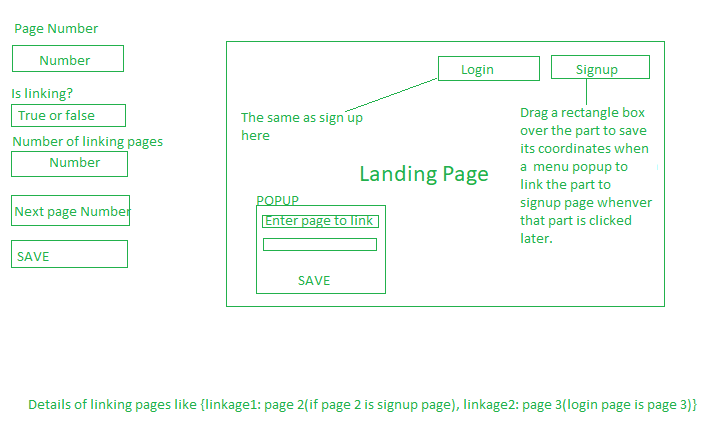 Page Number
Number
Is linking?
True or false
Number of linking pages
Number
Next page Number
SAVE
Login
Signup
The same as sign up
here
Drag a rectangle box
over the part to save
its coordinates when
a menu popup to
link the part to
signup page whenver
that part is clicked
later.
Landing Page
POPUP
Enter page to link
SAVE
Details of linking pages like {linkage1: page 2(if page 2 is signup page), linkage2: page 3(login page is page 3)}